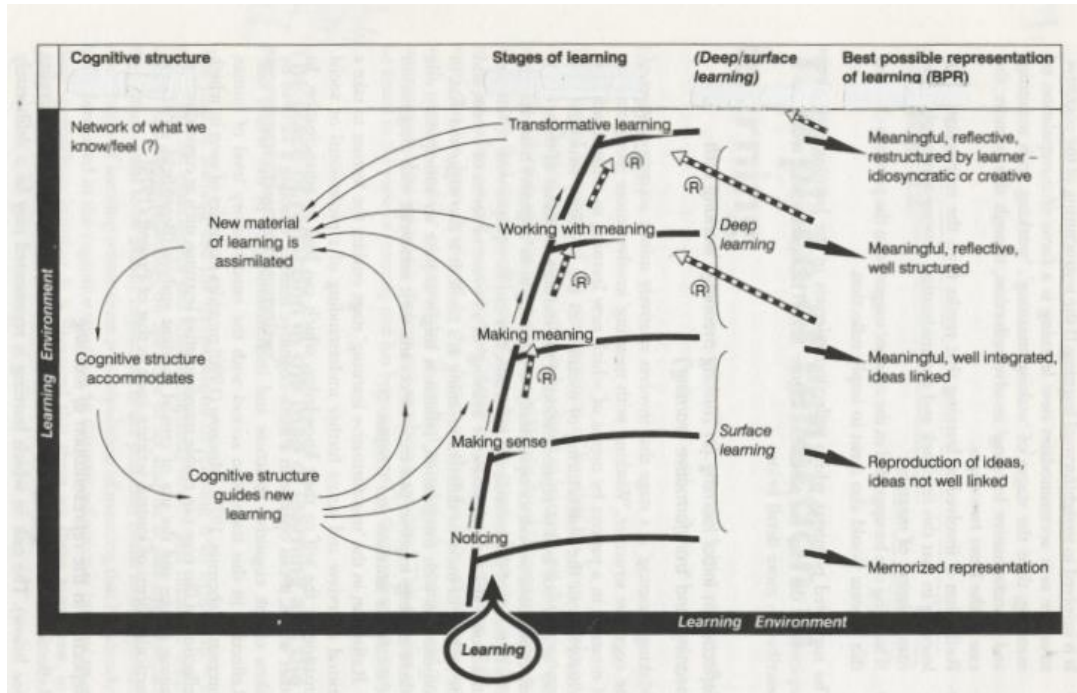 Cognitive structure
Stages of learning
(Deep/surface
learning)
Best possible representation
of learning (BPR)
Network of what we
know/feel (?)
Transformative learning
R
Meaningful, reflective,
restructured by learner –
idiosyncratic or creative
New material
of learning is
assimilated
Working with meaning
R
R
Deep
learning
Meaningful, reflective,
well structured
Learning Environment
Cognitive structure
accommodates
Making meaning
R
R
Meaningful, well integrated,
ideas linked
Making sense
Surface
learning
Reproduction of ideas,
ideas not well linked
Cognitive structure
guides new
learning
Noticing
Memorized representation
Learning Environment
Learning